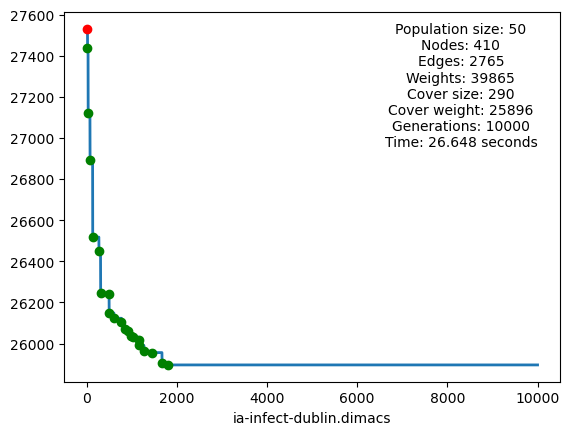 27600
27400
27200
27000
26800
26600
26400
26200
26000
Population size: 50
Nodes: 410
Edges: 2765
Weights: 39865
Cover size: 290
Cover weight: 25896
Generations: 10000
Time: 26.648 seconds
0
2000
4000
6000
8000
10000
ia-infect-dublin.dimacs